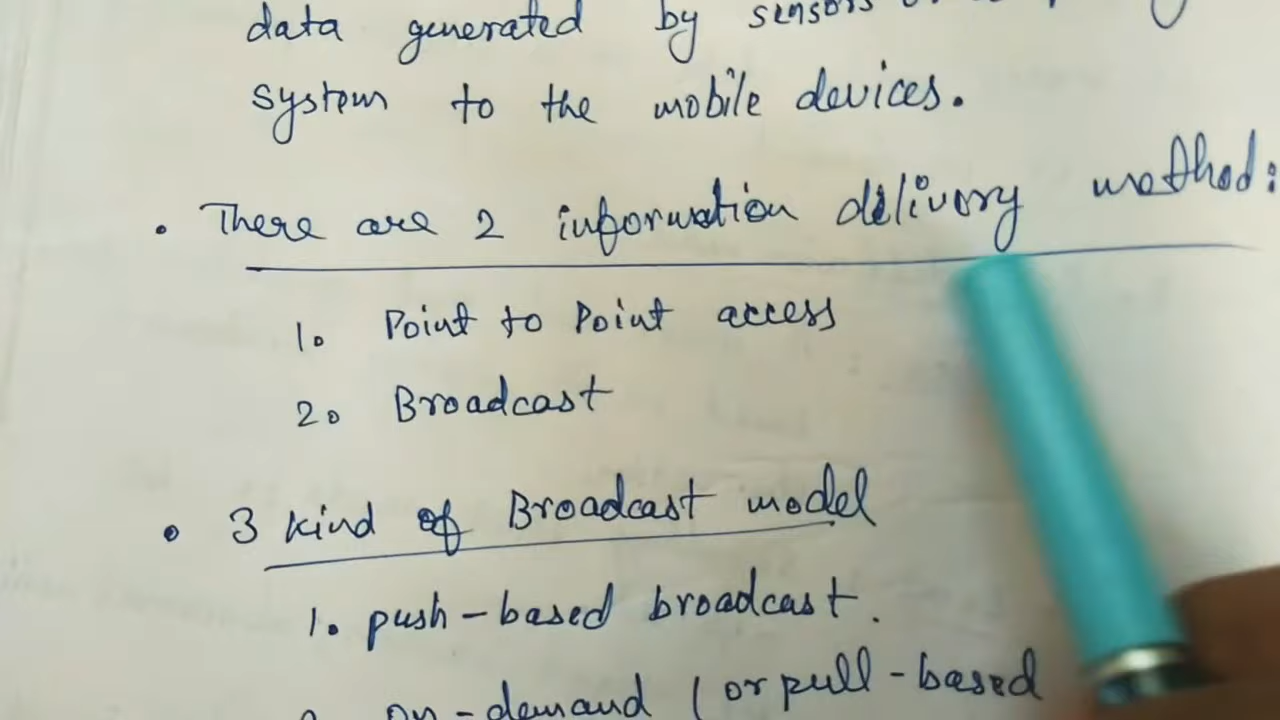 data generated by sensors
system to the mobile devices.
• There are 2 information delivery method:
1. Point to Point access
2. Broadcast
• 3 kind of Broadcast model
1. push-based broadcast.
on-demand (or pull-based